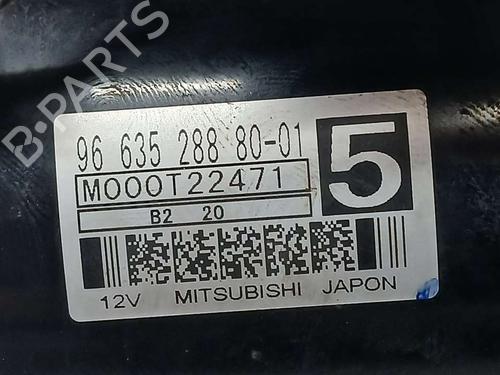 B-PARTS
96 635 288 80-01
M000T22471
5
B2 20
12V MITSUBISHI JAPON